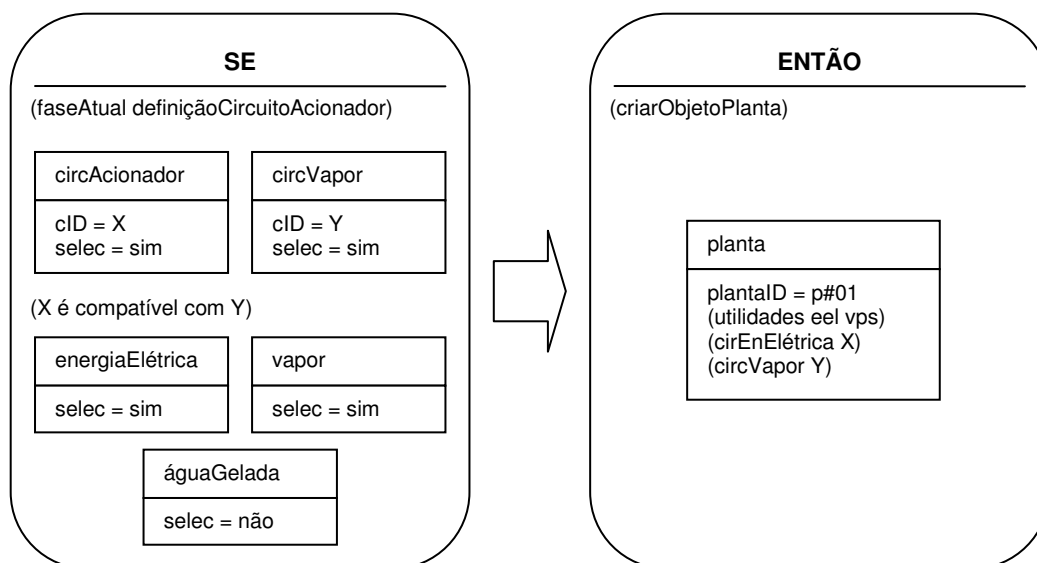 SE
(faseAtual definiçãoCircuitoAcionador)
circAcionador
cID = X
selec = sim
circVapor
cID = Y
selec = sim
(X é compatível com Y)
energiaElétrica
selec = sim
vapor
selec = sim
águaGelada
selec = não
ENTÃO
(criarObjetoPlanta)
planta
plantaID = p#01
(utilidades eel vps)
(cirEnElétrica X)
(circVapor Y)